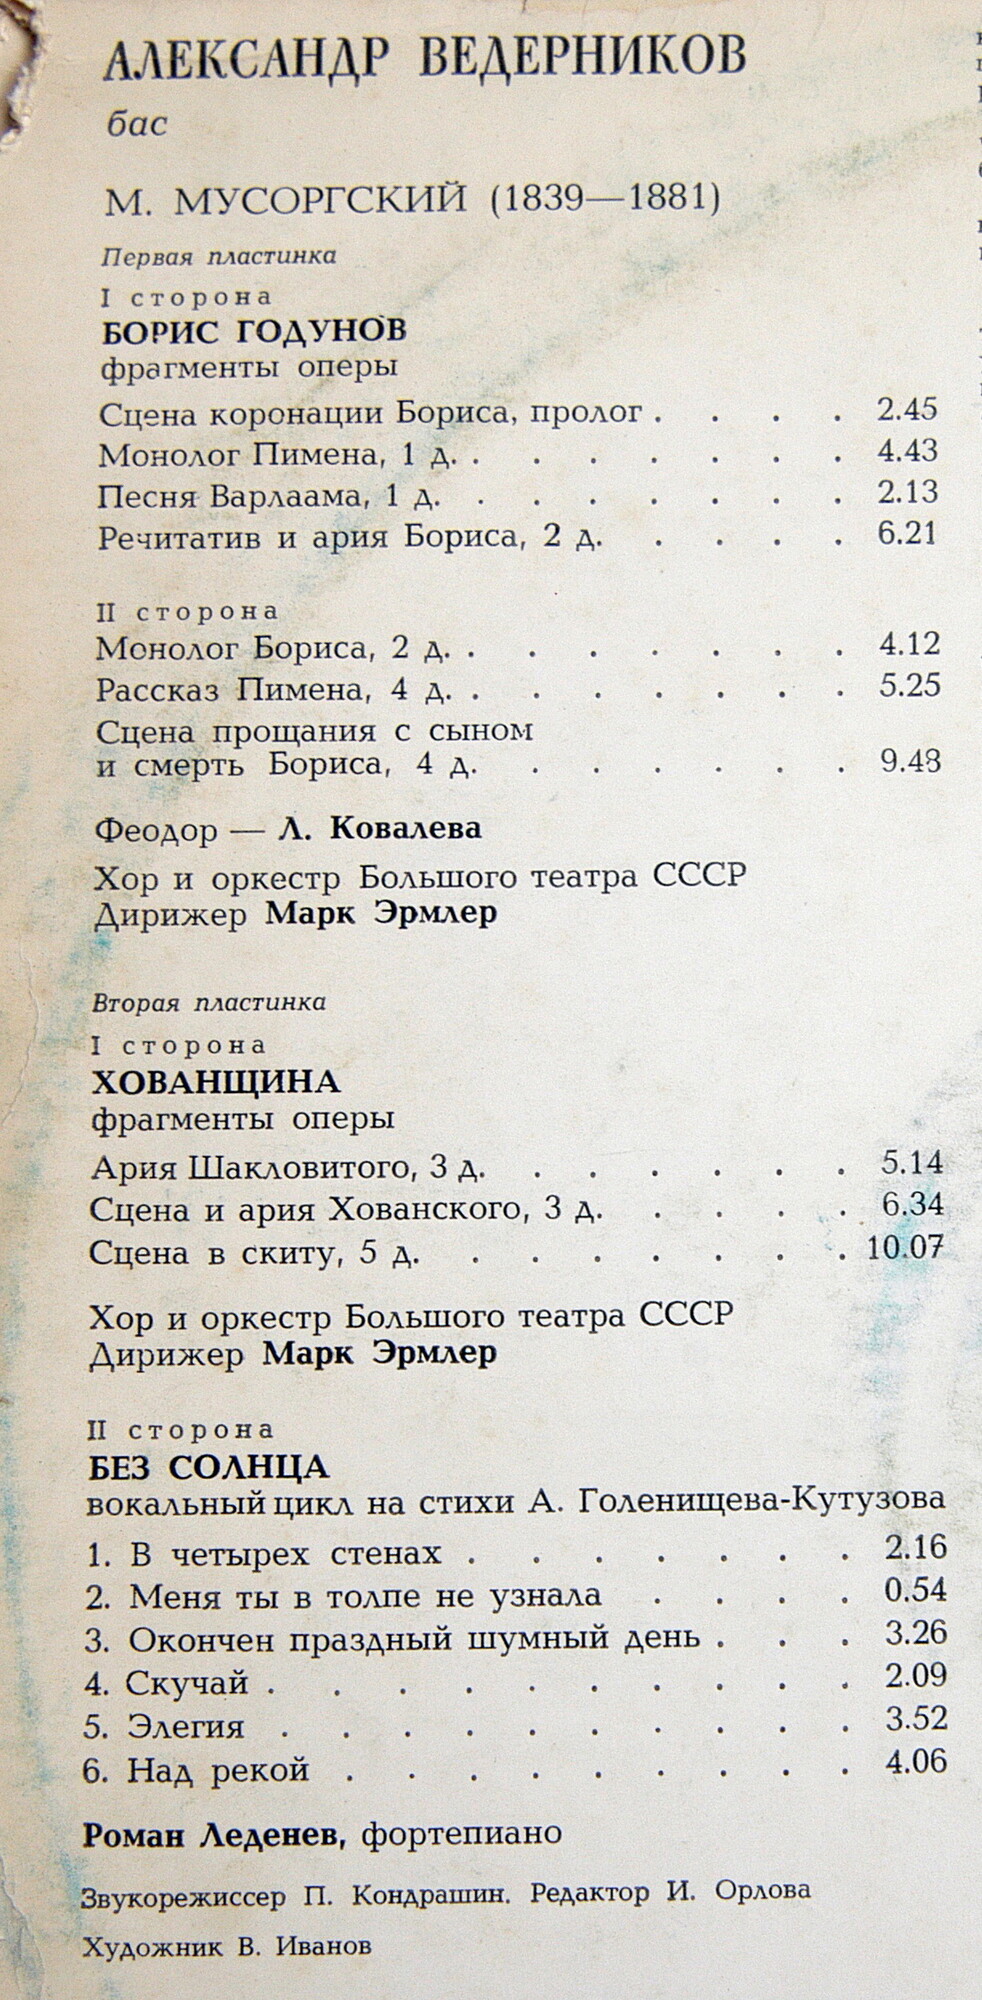 АЛЕКСАНДР ВЕДЕРНИКОВ
бас
М. МУСОРГСКИЙ (1839—1881)
Первая пластинка
I сторона
БОРИС ГОДУНОВ
фрагменты оперы
Сцена коронации Бориса, пролог . . . . 2.45
Монолог Пимена, 1 д. . . . . . . . 4.43
Песня Варлаама, 1 д. . . . . . . . 2.13
Речитатив и ария Бориса, 2 д. . . . . 6.21
II сторона
Монолог Бориса, 2 д. . . . . . . . 4.12
Рассказ Пимена, 4 д. . . . . . . . 5.25
Сцена прощания с сыном
и смерть Бориса, 4 д. . . . . . . 9.48
Феодор — Л. Ковалева
Хор и оркестр Большого театра СССР
Дирижер Марк Эрмлер
Вторая пластинка
I сторона
ХОВАНЩИНА
фрагменты оперы
Ария Шакловитого, 3 д. . . . . . . 5.14
Сцена и ария Хованского, 3 д. . . . . 6.34
Сцена в скиту, 5 д. . . . . . . . 10.07
Хор и оркестр Большого театра СССР
Дирижер Марк Эрмлер
II сторона
БЕЗ СОЛНЦА
вокальный цикл на стихи А. Голенищева-Кутузова
1. В четырех стенах . . . . . . . 2.16
2. Меня ты в толпе не узнала . . . . 0.54
3. Окончен праздный шумный день . . . 3.26
4. Скучай . . . . . . . . . . 2.09
5. Элегия . . . . . . . . . . 3.52
6. Над рекой . . . . . . . . . 4.06
Роман Леденев, фортепиано
Звукорежиссер П. Кондрашин. Редактор И. Орлова
Художник В. Иванов